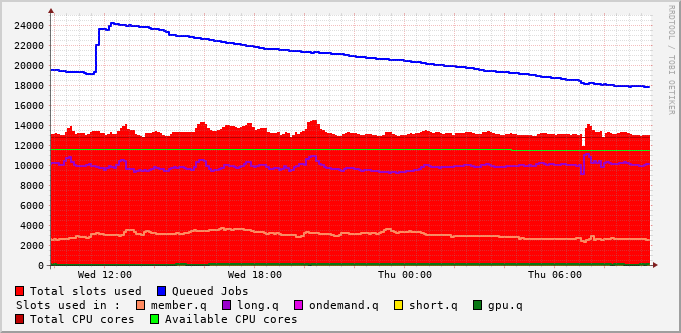 RRDTOOL / TOBI OETIKER
24000
22000
20000
18000
16000
14000
12000
10000
8000
6000
4000
2000
0
Wed 12:00 Wed 18:00 Thu 00:00 Thu 06:00
Total slots used Queued Jobs
Slots used in : member.q long.q ondemand.q short.q gpu.q
Total CPU cores Available CPU cores